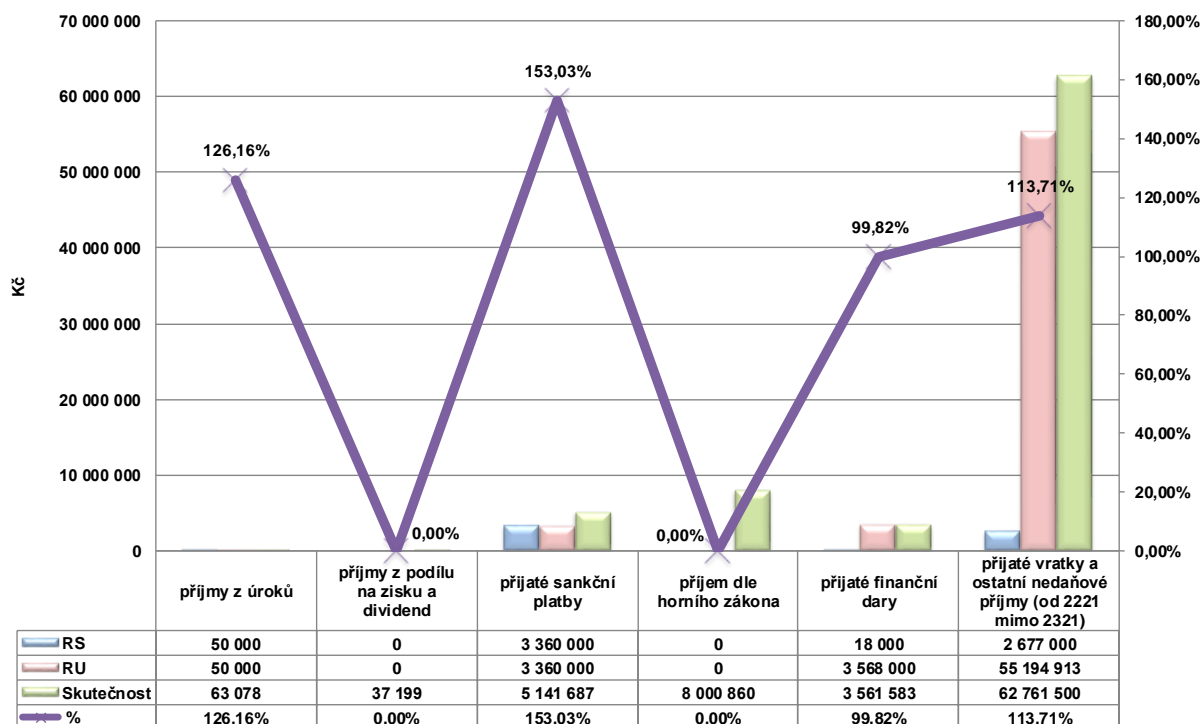 70 000 000
60 000 000
50 000 000
40 000 000
30 000 000
20 000 000
10 000 000
0
Kč
180,00%
160,00%
140,00%
120,00%
100,00%
80,00%
60,00%
40,00%
20,00%
0,00%
126,16%
0,00%
153,03%
0,00%
99,82%
113,71%
příjmy z úroků
příjmy z podílu
na zisku a
dividend
přijaté sankční
platby
příjem dle
horního zákona
přijaté finanční
dary
přijaté vratky a
ostatní nedaňové
příjmy (od 2221
mimo 2321)
RS 50 000 0 3 360 000 0 18 000 2 677 000
RU 50 000 0 3 360 000 0 3 568 000 55 194 913
Skutečnost 63 078 37 199 5 141 687 8 000 860 3 561 583 62 761 500
% 126,16% 0,00% 153,03% 0,00% 99,82% 113,71%